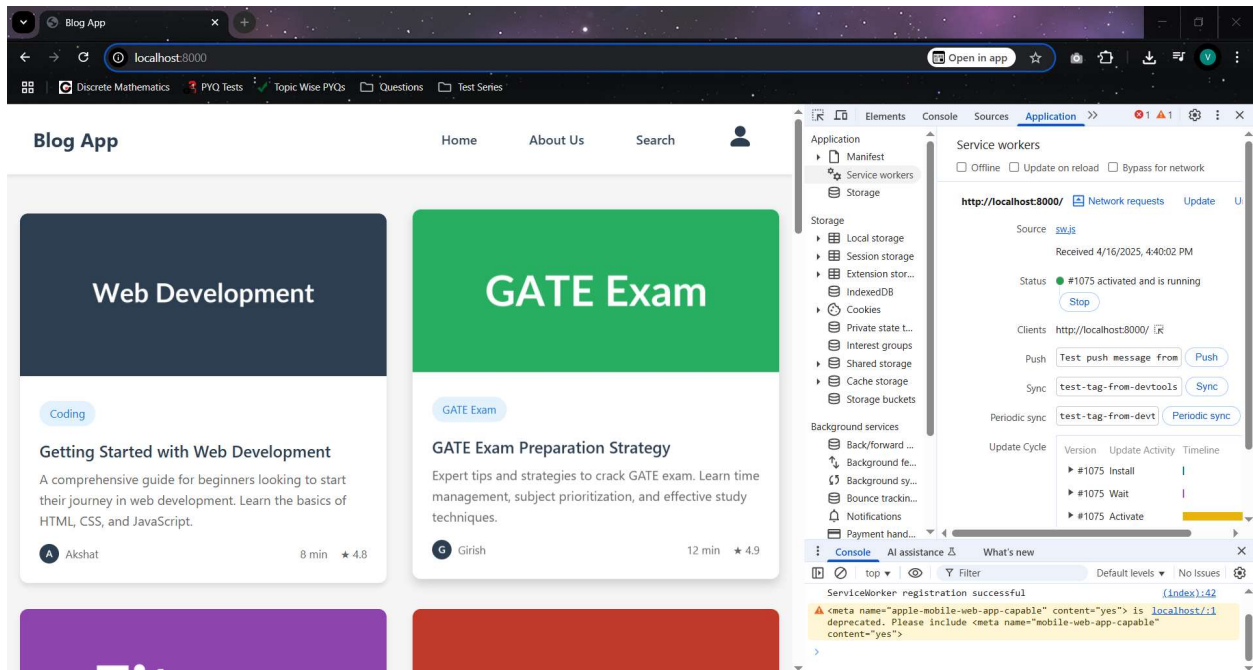 Blog App
localhost:8000
Open in app
V
Discrete Mathematics PYQ Tests Topic Wise PYQs Questions Test Series
Blog App
Home About Us Search
Web Development
Coding
Getting Started with Web Development
A comprehensive guide for beginners looking to start
their journey in web development. Learn the basics of
HTML, CSS, and JavaScript.
A Akshat 8 min ★ 4.8
GATE Exam
GATE Exam
GATE Exam Preparation Strategy
Expert tips and strategies to crack GATE exam. Learn time
management, subject prioritization, and effective study
techniques.
G Girish 12 min ★ 4.9
Elements Console Sources Application 1 1
Application
Manifest
Service workers
Storage
Storage
Local storage
Session storage
Extension stor...
IndexedDB
Cookies
Private state t...
Interest groups
Shared storage
Cache storage
Storage buckets
Background services
Back/forward ...
Background fe...
Background sy...
Bounce trackin...
Notifications
Payment hand...
Service workers
Offline Update on reload Bypass for network
http://localhost:8000/ Network requests Update
Source sw.js
Received 4/16/2025, 4:40:02 PM
Status #1075 activated and is running
Stop
Clients http://localhost:8000/
Push Test push message from Push
Sync test-tag-from-devtools Sync
Periodic sync test-tag-from-devt Periodic sync
Update Cycle Version Update Activity Timeline
#1075 Install
#1075 Wait
#1075 Activate
Console AI assistance What's new
top Filter Default levels No Issues
ServiceWorker registration successful (index):42
<meta name="apple-mobile-web-app-capable" content="yes"> is localhost/:1
deprecated. Please include <meta name="mobile-web-app-capable"
content="yes">